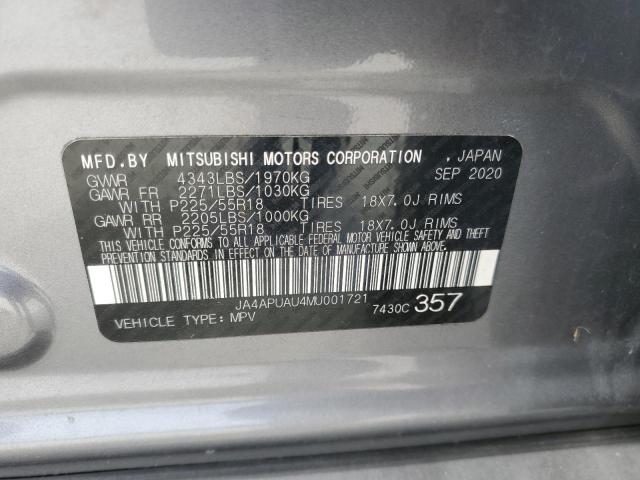 MFD.BY MITSUBISHI MOTORS CORPORATION , JAPAN
GVWR 4343LBS/1970KG SEP 2020
GAWR FR 2271LBS/1030KG
WITH P225/55R18 TIRES 18X7.0J RIMS
GAWR RR 2205LBS/1000KG
WITH P225/55R18 TIRES 18X7.0J RIMS
THIS VEHICLE CONFORMS TO ALL APPLICABLE FEDERAL MOTOR VEHICLE SAFETY AND THEFT
PREVENTION STANDARDS IN EFFECT ON THE DATE OF MANUFACTURE SHOWN ABOVE.
JA4APUAU4MU001721
VEHICLE TYPE: MPV 7430C 357